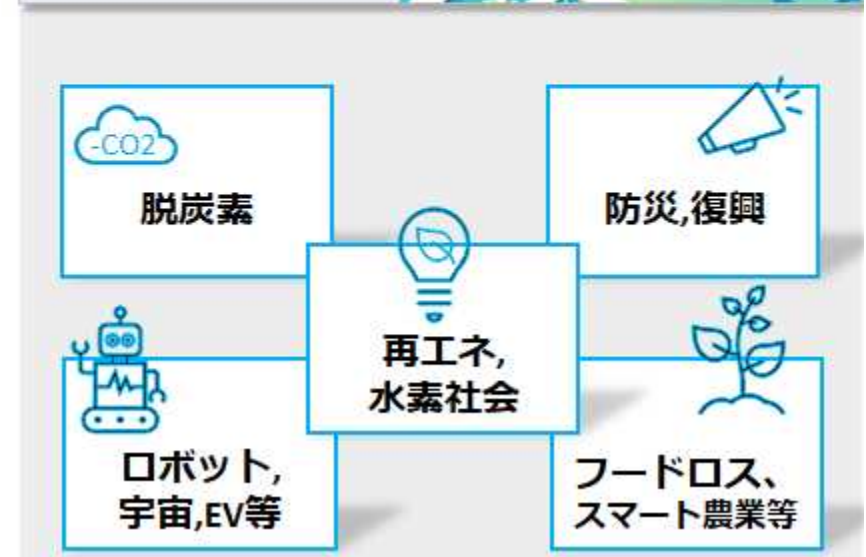 -CO2
脱炭素
防災,復興
再エネ,
水素社会
ロボット,
宇宙,EV等
フードロス、
スマート農業等